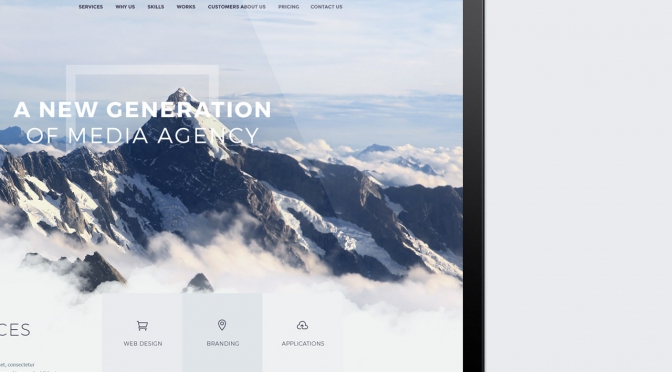 SERVICES WHY US SKILLS WORKS CUSTOMERS ABOUT US PRICING CONTACT US
A NEW GENERATION
OF MEDIA AGENCY
CES
WEB DESIGN BRANDING APPLICATIONS
et, consectetur